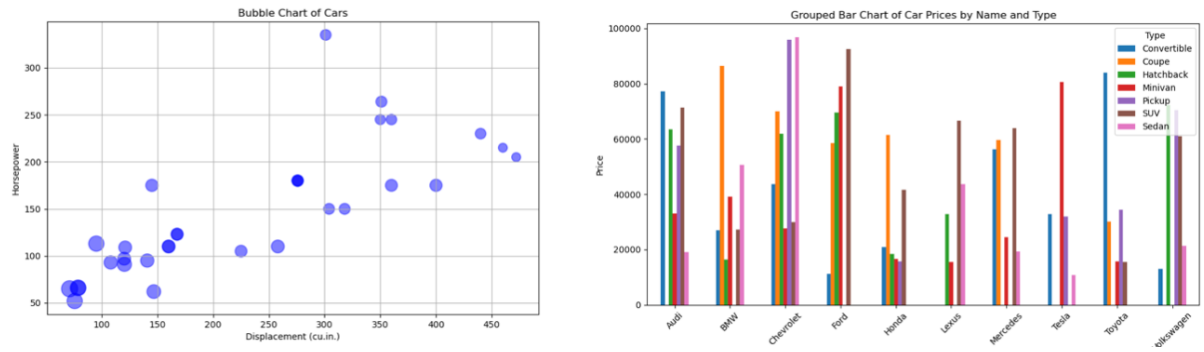 Bubble Chart of Cars
350
300
250
200
150
100
50
Horsepower
100 150 200 250 300 350 400 450
Displacement (cu.in.)
Grouped Bar Chart of Car Prices by Name and Type
100000
80000
60000
40000
20000
0
Price
Type
Convertible
Coupe
Hatchback
Minivan
Pickup
SUV
Sedan
Audi
BMW
Chevrolet
Ford
Honda
Lexus
Mercedes
Tesla
Toyota
olkswagen